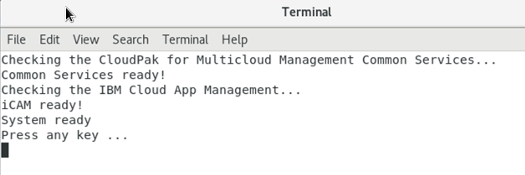 Terminal
File Edit View Search Terminal Help
Checking the CloudPak for Multicloud Management Common Services...
Common Services ready!
Checking the IBM Cloud App Management...
iCAM ready!
System ready
Press any key ...